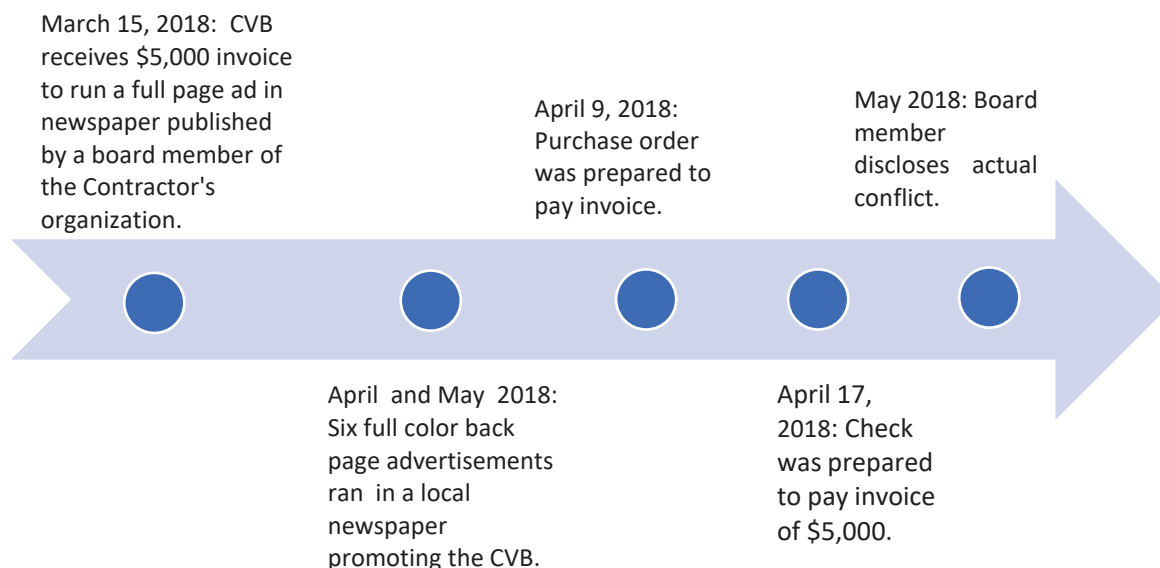 March 15, 2018:  CVB
receives $5,000 invoice
to run a full page ad in
newspaper published
by a board member of
the Contractor's
organization.
April  and May  2018:
Six full color back
page advertisements
ran  in a local
newspaper
promoting the CVB.
April 9, 2018:
Purchase order
was prepared to
pay invoice.
April 17,
2018: Check
was prepared
to pay invoice
of $5,000.
May 2018: Board
member
discloses actual
conflict.